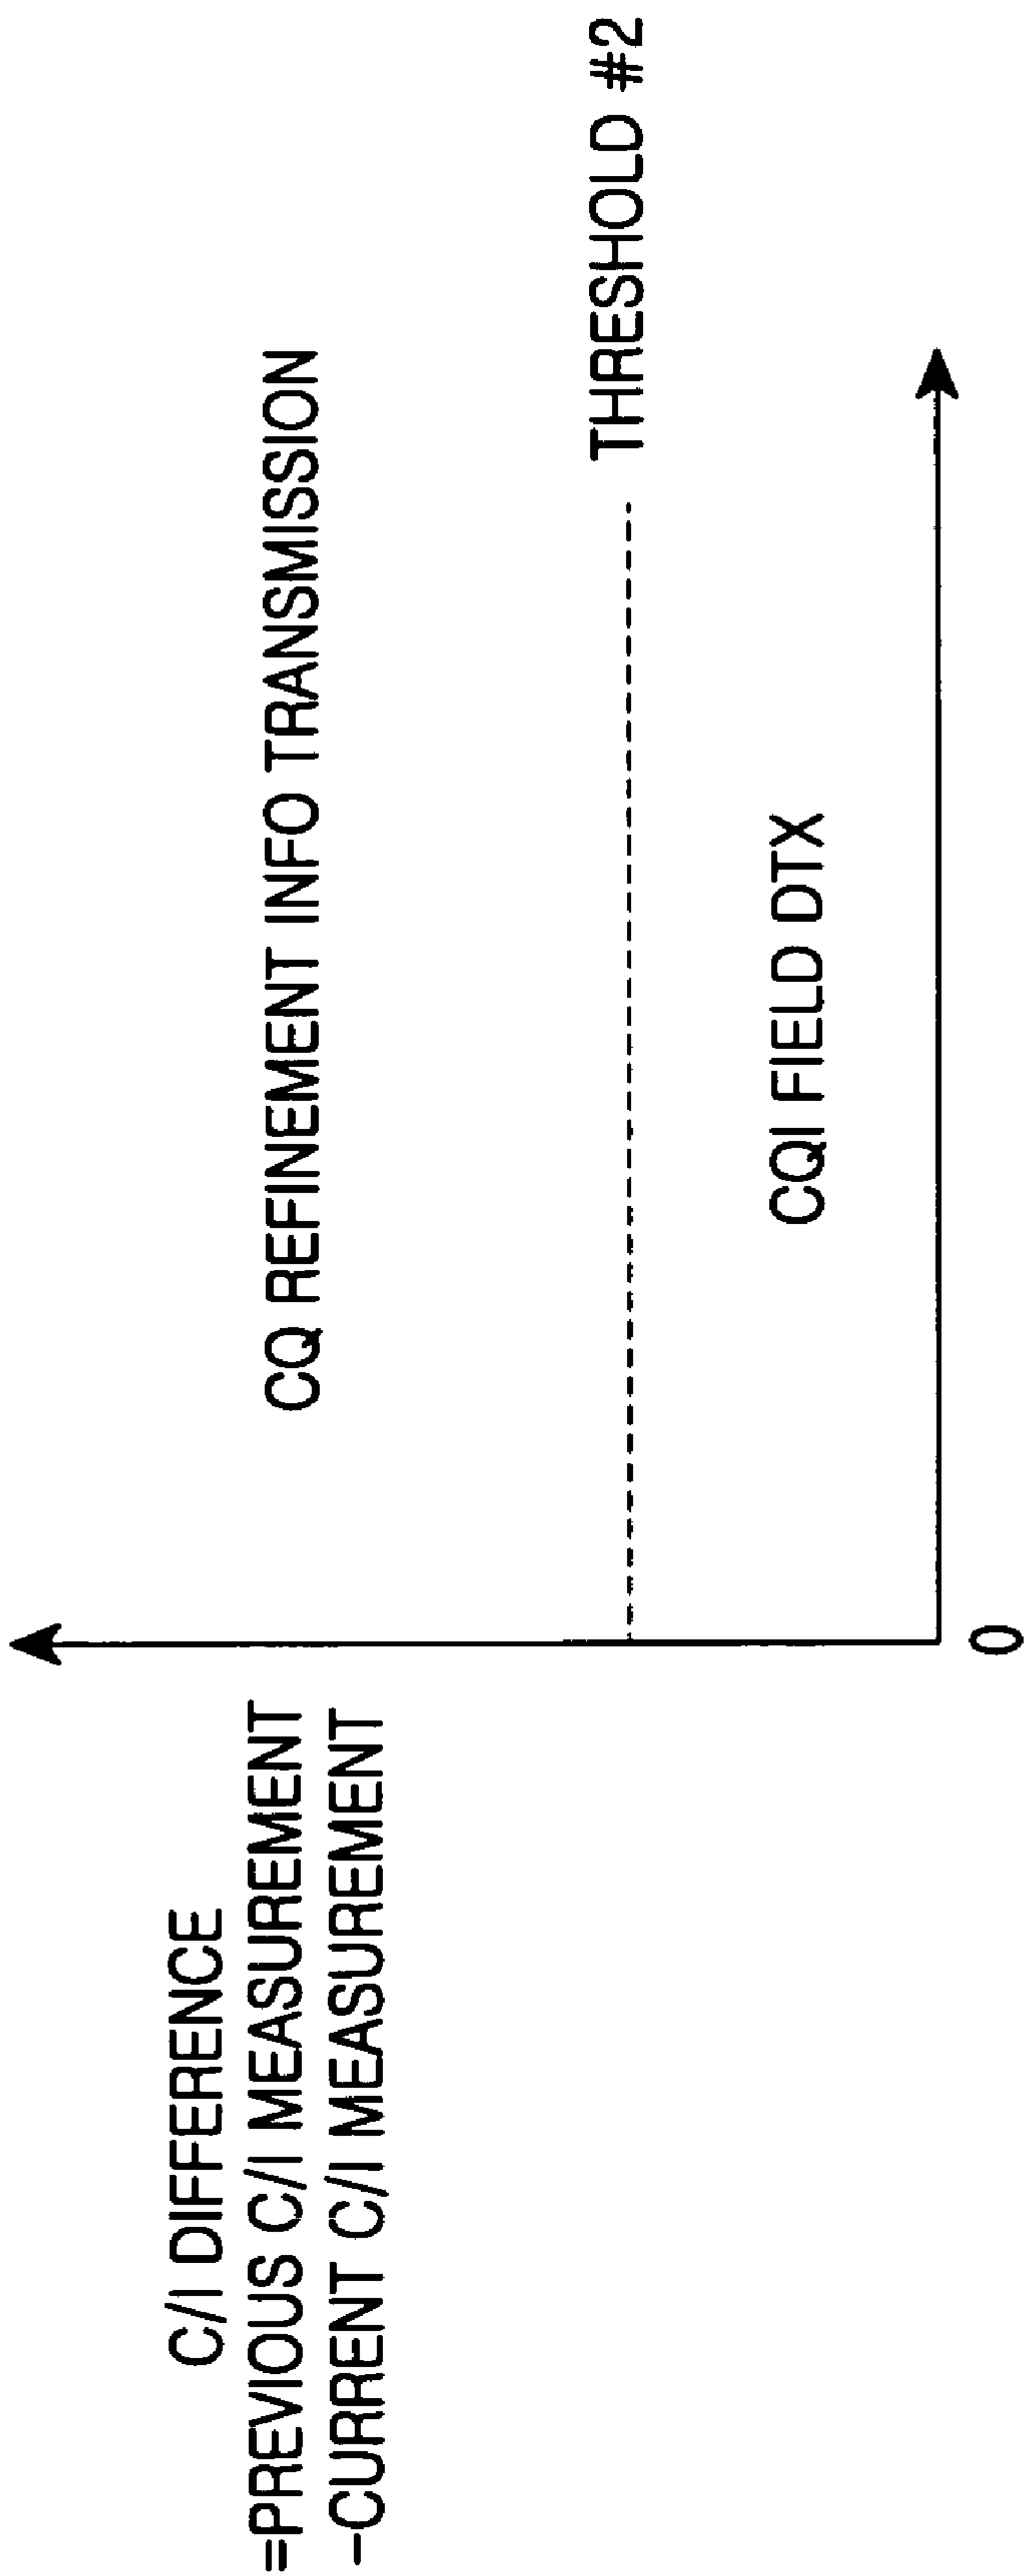 C/I DIFFERENCE
=PREVIOUS C/I MEASUREMENT
-CURRENT C/I MEASUREMENT
CQ REFINEMENT INFO TRANSMISSION
THRESHOLD #2
CQI FIELD DTX
0